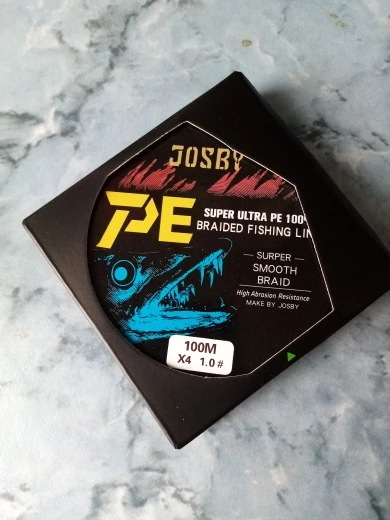 JOSBY
PE
SUPER ULTRA PE 100%
BRAIDED FISHING LIN
— SURPER —
SMOOTH
BRAID
High Abrasion Resistance
MAKE BY JOSBY
100M
X4 1.0#